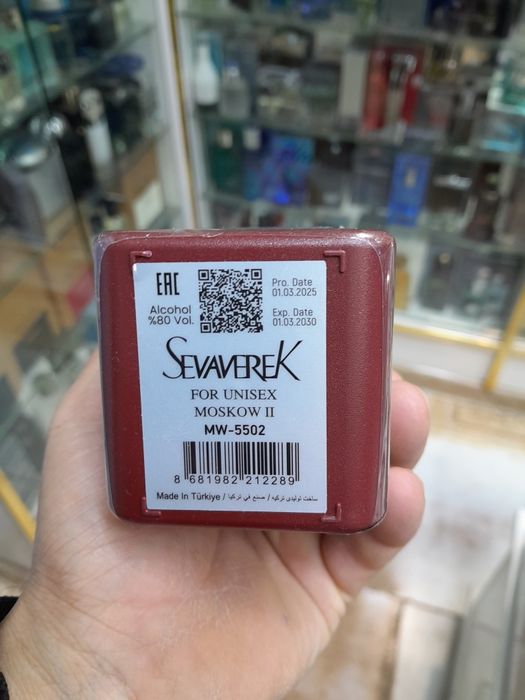 EAC
Alcohol
%80 Vol.
Pro. Date
01.03.2025
Exp. Date
01.03.2030
SEVAVEREK
FOR UNISEX
MOSKOW II
MW-5502
8 681982 212289
Made In Türkiye / صنع في تركيا / ساخت تولیدی ترکیه